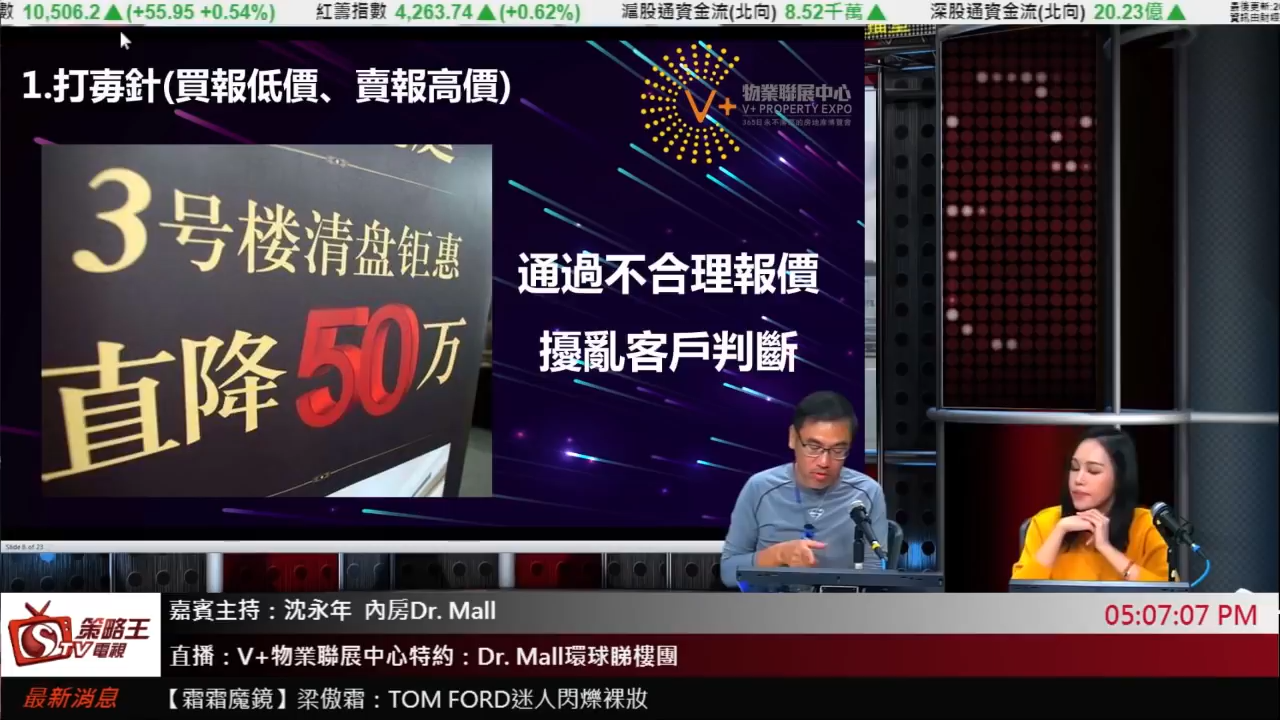 數 10,506.2 ▲(+55.95 +0.54%) 紅籌指數 4,263.74▲(+0.62%) 滬股通資金流(北向) 8.52千萬▲ 深股通資金流(北向) 20.23億▲
1.打毐針(買報低價、賣報高價)
物業聯展中心
V+ PROPERTY EXPO
V+
3号楼清盘钜惠
直降50万
通過不合理報價
擾亂客戶判斷
Slide 8 of 23
嘉賓主持：沈永年 內房Dr. Mall
05:07:07 PM
策略王
STV電視
直播：V+物業聯展中心特約：Dr. Mall環球睇樓團
最新消息 【霜霜魔鏡】梁傲霜：TOM FORD迷人閃爍裸妝